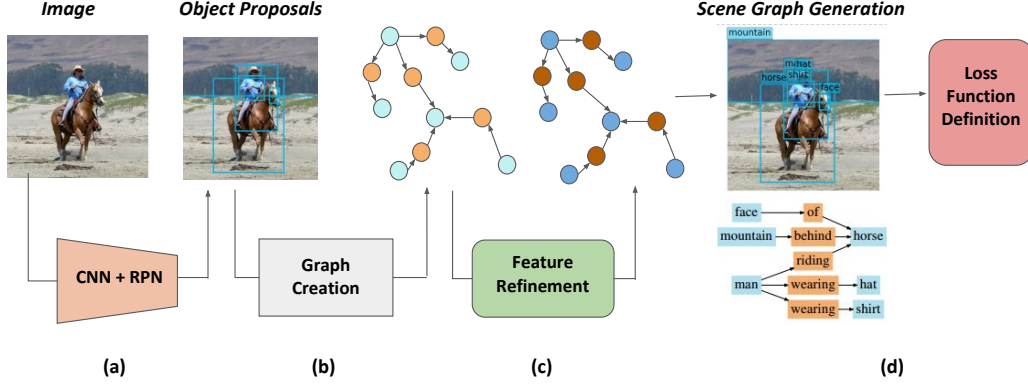 Image
Object Proposals
Scene Graph Generation
mountain
hat
horse
shirt
face
Loss
Function
Definition
CNN + RPN
Graph
Creation
Feature
Refinement
face
of
mountain
behind
horse
riding
man
wearing
hat
wearing
shirt
(a)
(b)
(c)
(d)